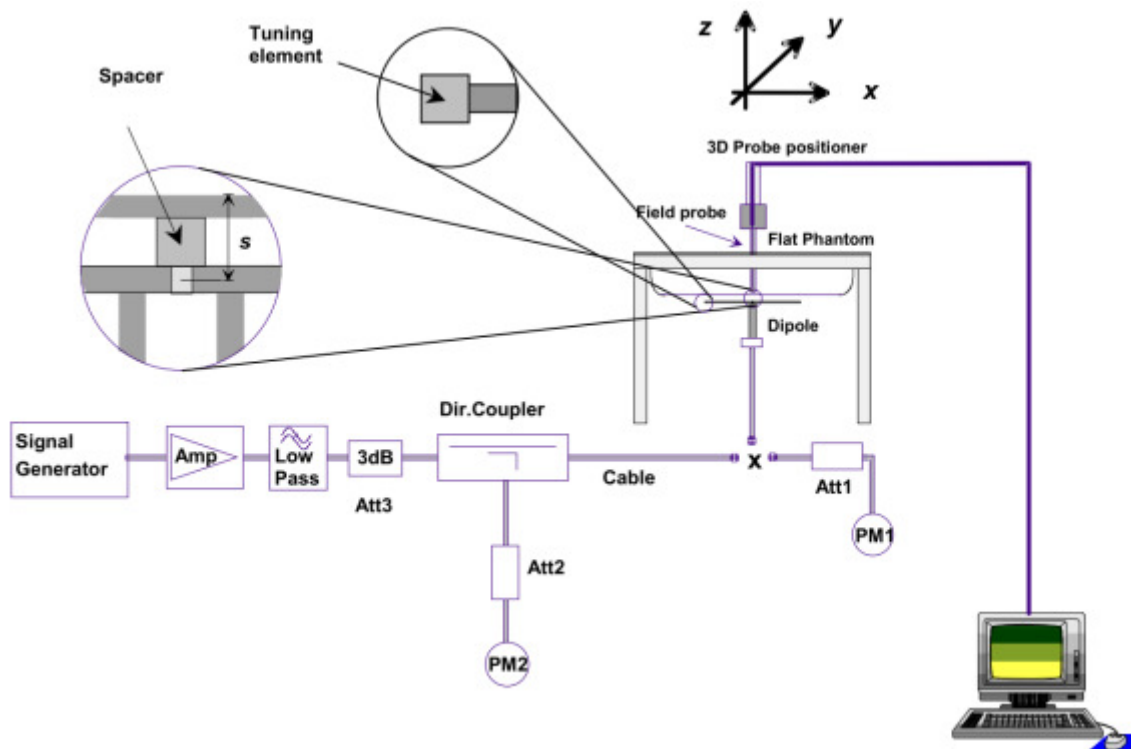 Tuning
element
Spacer
z
y
x
3D Probe positioner
Field probe
Flat Phantom
s
Dipole
Dir.Coupler
Signal
Generator
Amp
Low
Pass
3dB
Att3
Cable
x
Att1
PM1
Att2
PM2